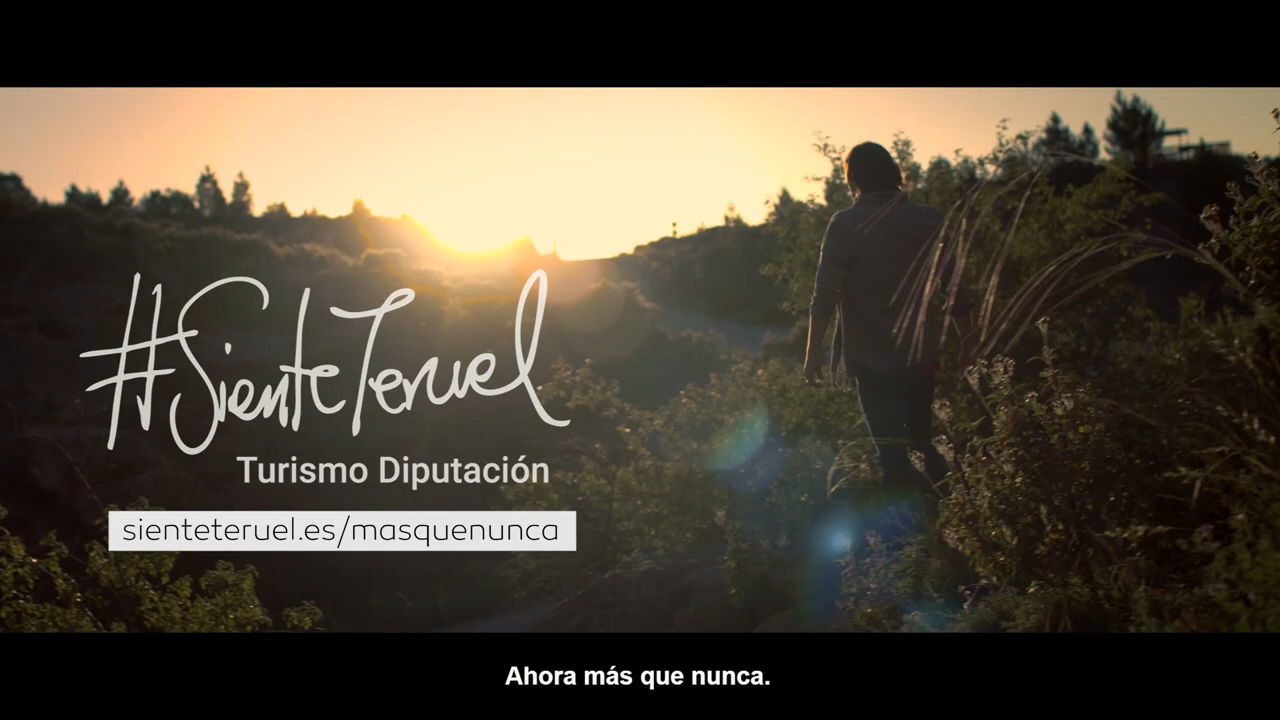 #SienteTeruel
Turismo Diputación
sienteteruel.es/masquenunca
Ahora más que nunca.